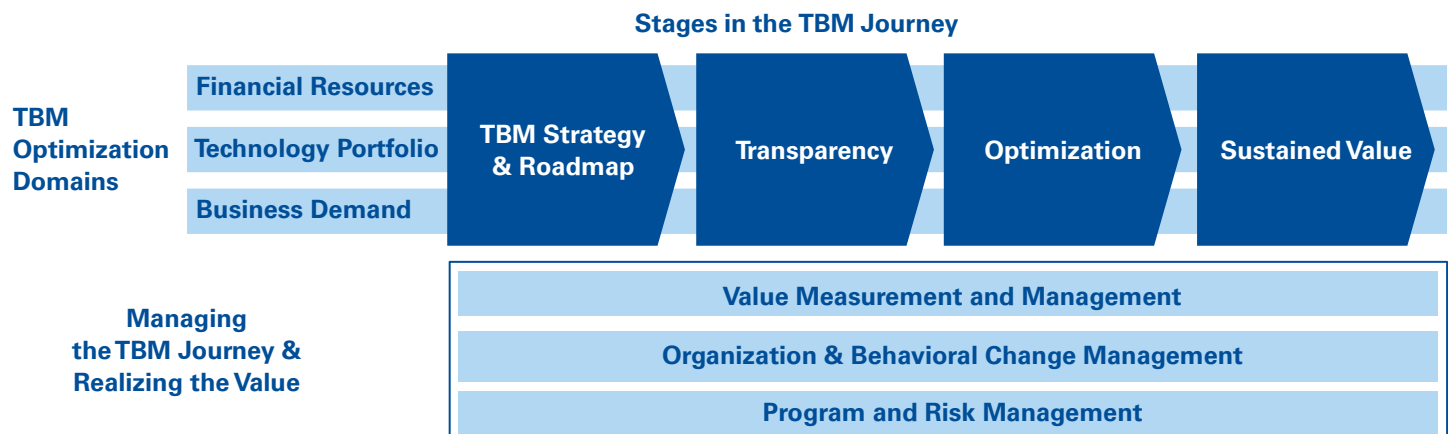 Stages in the TBM Journey
TBM
Optimization
Domains
Financial Resources
Technology Portfolio
Business Demand
TBM Strategy
& Roadmap
Transparency
Optimization
Sustained Value
Managing
the TBM Journey &
Realizing the Value
Value Measurement and Management
Organization & Behavioral Change Management
Program and Risk Management